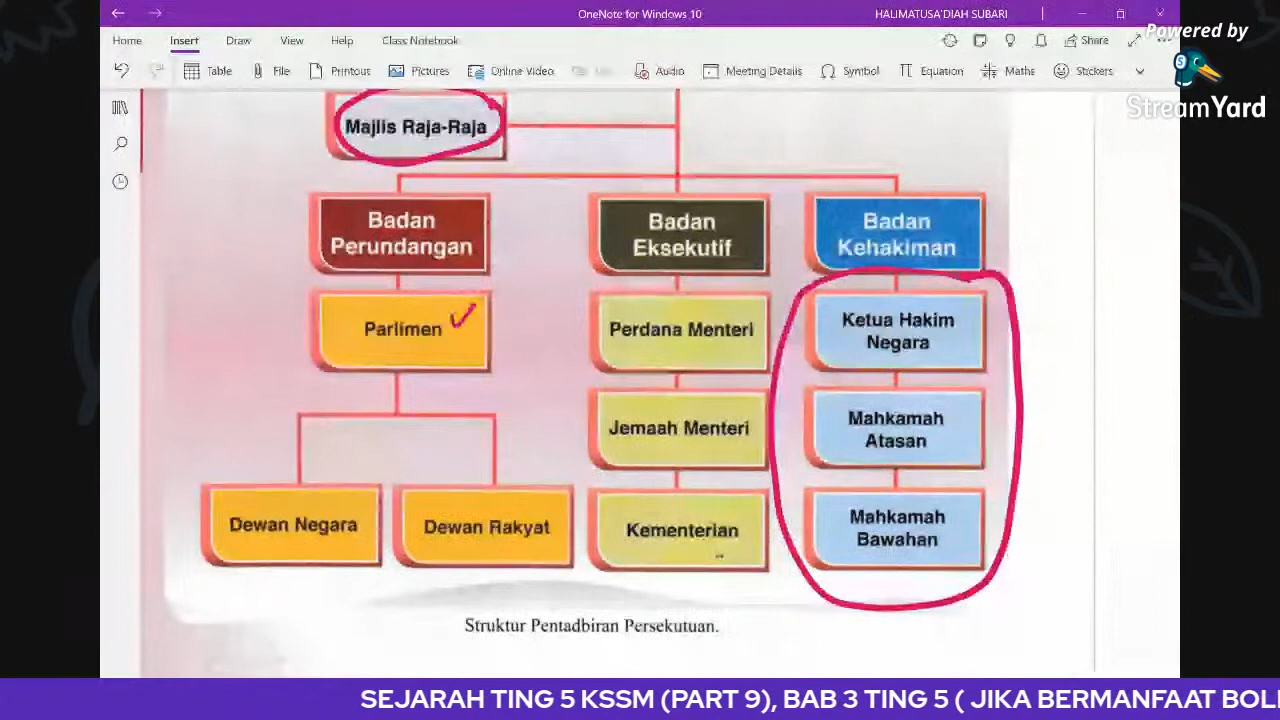 OneNote for Windows 10
HALIMATUSA'DIAH SUBARI
Home Insert Draw View Help Class Notebook
Share
Table File Printout Pictures Online Video Audio Meeting Details Symbol Equation Maths Stickers
Powered by
StreamYard
Majlis Raja-Raja
Badan
Perundangan
Badan
Eksekutif
Badan
Kehakiman
Parlimen
Perdana Menteri
Ketua Hakim
Negara
Jemaah Menteri
Mahkamah
Atasan
Dewan Negara
Dewan Rakyat
Kementerian
Mahkamah
Bawahan
Struktur Pentadbiran Persekutuan.
SEJARAH TING 5 KSSM (PART 9), BAB 3 TING 5 ( JIKA BERMANFAAT